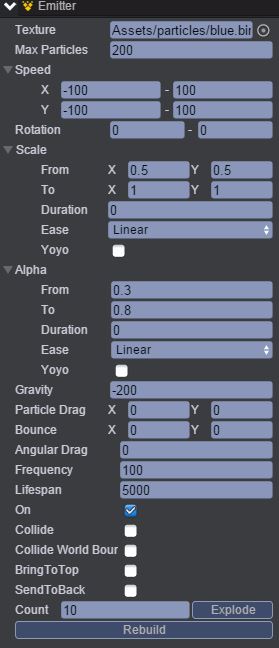 Emitter
Texture Assets/particles/blue.bin
Max Particles 200
Speed
X -100 - 100
Y -100 - 100
Rotation 0 - 0
Scale
From X 0.5 Y 0.5
To X 1 Y 1
Duration 0
Ease Linear
Yoyo
Alpha
From 0.3
To 0.8
Duration 0
Ease Linear
Yoyo
Gravity -200
Particle Drag X 0 Y 0
Bounce X 0 Y 0
Angular Drag 0
Frequency 100
Lifespan 5000
On
Collide
Collide World Bour
BringToTop
SendToBack
Count 10 Explode
Rebuild